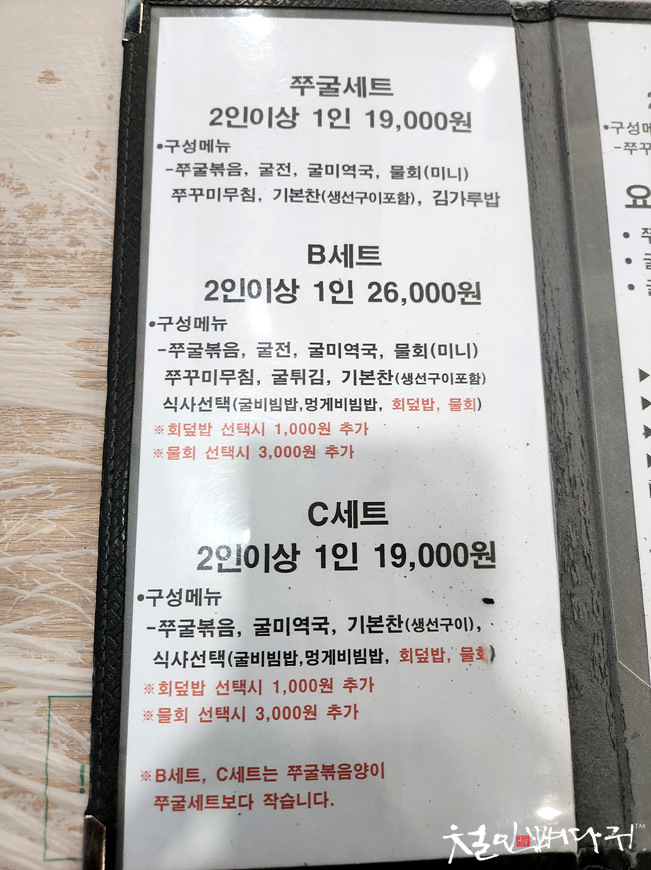 쭈굴세트
2인이상 1인 19,000원
•구성메뉴
-쭈굴볶음, 굴전, 굴미역국, 물회(미니)
쭈꾸미무침, 기본찬(생선구이포함), 김가루밥
B세트
2인이상 1인 26,000원
•구성메뉴
-쭈굴볶음, 굴전, 굴미역국, 물회(미니)
쭈꾸미무침, 굴튀김, 기본찬(생선구이포함)
식사선택(굴비빔밥,멍게비빔밥, 회덮밥, 물회)
※회덮밥 선택시 1,000원 추가
※물회 선택시 3,000원 추가
C세트
2인이상 1인 19,000원
•구성메뉴
-쭈굴볶음, 굴미역국, 기본찬(생선구이),
식사선택(굴비빔밥,멍게비빔밥, 회덮밥, 물회)
※회덮밥 선택시 1,000원 추가
※물회 선택시 3,000원 추가
※B세트, C세트는 쭈굴볶음양이
쭈굴세트보다 작습니다.
•구성메
-쭈꾸
요